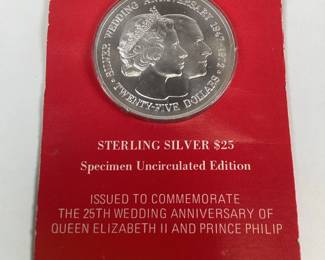 SILVER WEDDING ANNIVERSARY 1947-1972
TWENTY-FIVE DOLLARS
STERLING SILVER $25
Specimen Uncirculated Edition
ISSUED TO COMMEMORATE
THE 25TH WEDDING ANNIVERSARY OF
QUEEN ELIZABETH II AND PRINCE PHILIP